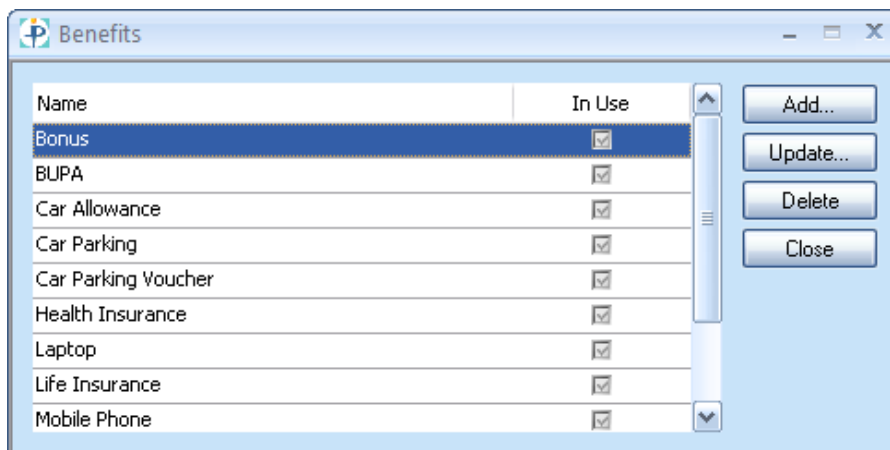 Benefits
Name In Use
Bonus
BUPA
Car Allowance
Car Parking
Car Parking Voucher
Health Insurance
Laptop
Life Insurance
Mobile Phone
Add...
Update...
Delete
Close